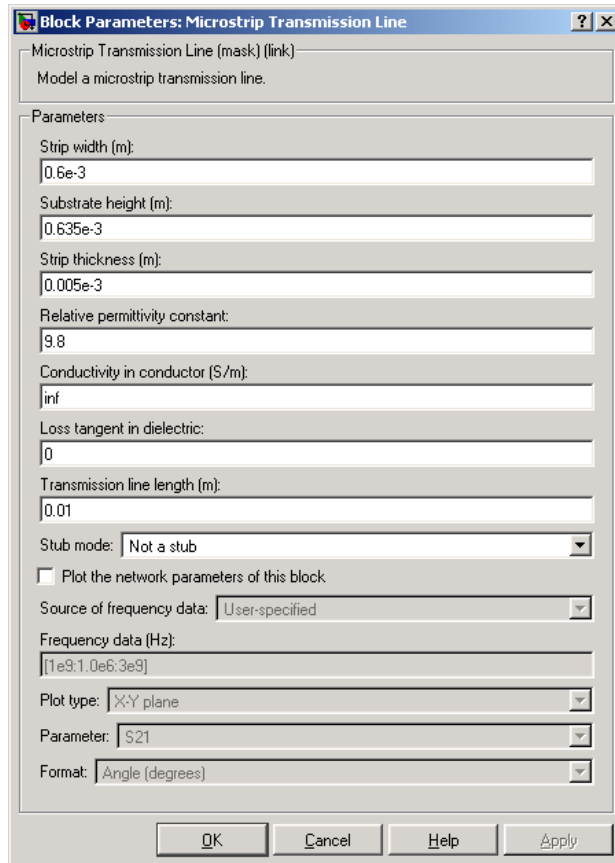 Block Parameters: Microstrip Transmission Line
Microstrip Transmission Line (mask) (link)
Model a microstrip transmission line.
Parameters
Strip width (m):
0.6e-3
Substrate height (m):
0.635e-3
Strip thickness (m):
0.005e-3
Relative permittivity constant:
9.8
Conductivity in conductor (S/m):
inf
Loss tangent in dielectric:
0
Transmission line length (m):
0.01
Stub mode: Not a stub
Plot the network parameters of this block
Source of frequency data: User-specified
Frequency data (Hz):
[1e9:1.0e6:3e9]
Plot type: X-Y plane
Parameter: S21
Format: Angle (degrees)
OK Cancel Help Apply